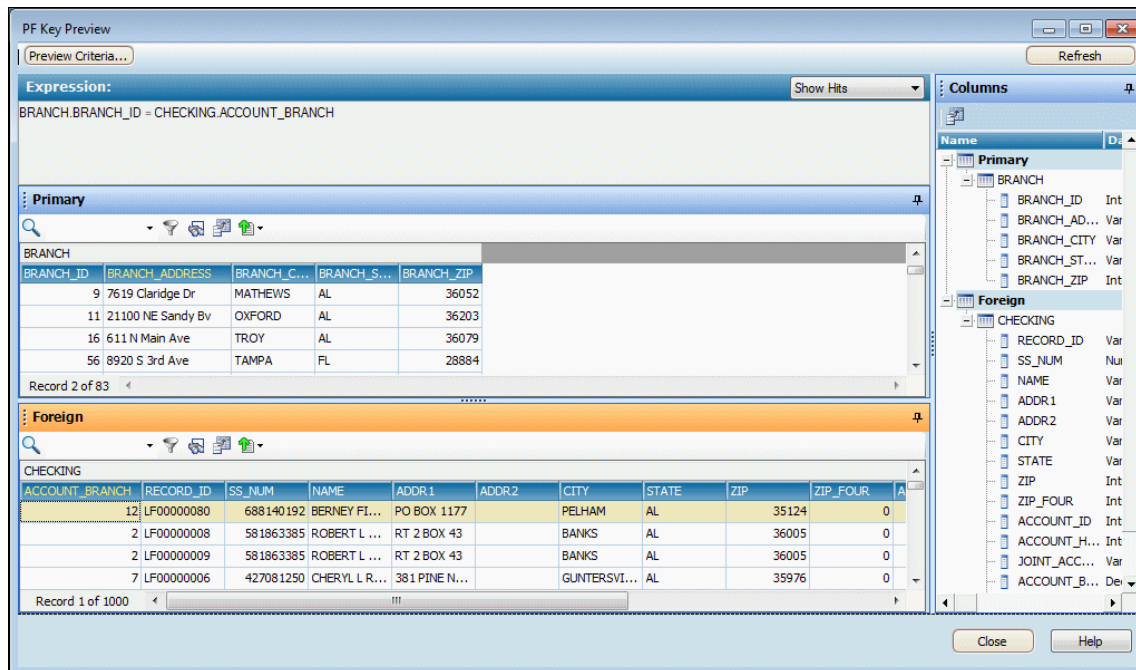 PF Key Preview
Preview Criteria...
Refresh
Expression:
Show Hits
BRANCH.BRANCH_ID = CHECKING.ACCOUNT_BRANCH
Primary
BRANCH
BRANCH_ID BRANCH_ADDRESS BRANCH_C... BRANCH_S... BRANCH_ZIP
9 7619 Claridge Dr MATHEWS AL 36052
11 21100 NE Sandy Bv OXFORD AL 36203
16 611 N Main Ave TROY AL 36079
56 8920 S 3rd Ave TAMPA FL 28884
Record 2 of 83
Foreign
CHECKING
ACCOUNT_BRANCH RECORD_ID SS_NUM NAME ADDR1 ADDR2 CITY STATE ZIP ZIP_FOUR A
12 LF00000080 688140192 BERNEY FI... PO BOX 1177 PELHAM AL 35124 0
2 LF00000008 581863385 ROBERT L ... RT 2 BOX 43 BANKS AL 36005 0
2 LF00000009 581863385 ROBERT L ... RT 2 BOX 43 BANKS AL 36005 0
7 LF00000006 427081250 CHERYL L R... 381 PINE N... GUNTERSVI... AL 35976 0
Record 1 of 1000
Columns
Name Da
Primary
BRANCH
BRANCH_ID Int
BRANCH_AD... Var
BRANCH_CITY Var
BRANCH_ST... Var
BRANCH_ZIP Int
Foreign
CHECKING
RECORD_ID Var
SS_NUM Nu
NAME Var
ADDR1 Var
ADDR2 Var
CITY Var
STATE Var
ZIP Int
ZIP_FOUR Int
ACCOUNT_ID Int
ACCOUNT_H... Int
JOINT_ACC... Var
ACCOUNT_B... De
Close
Help